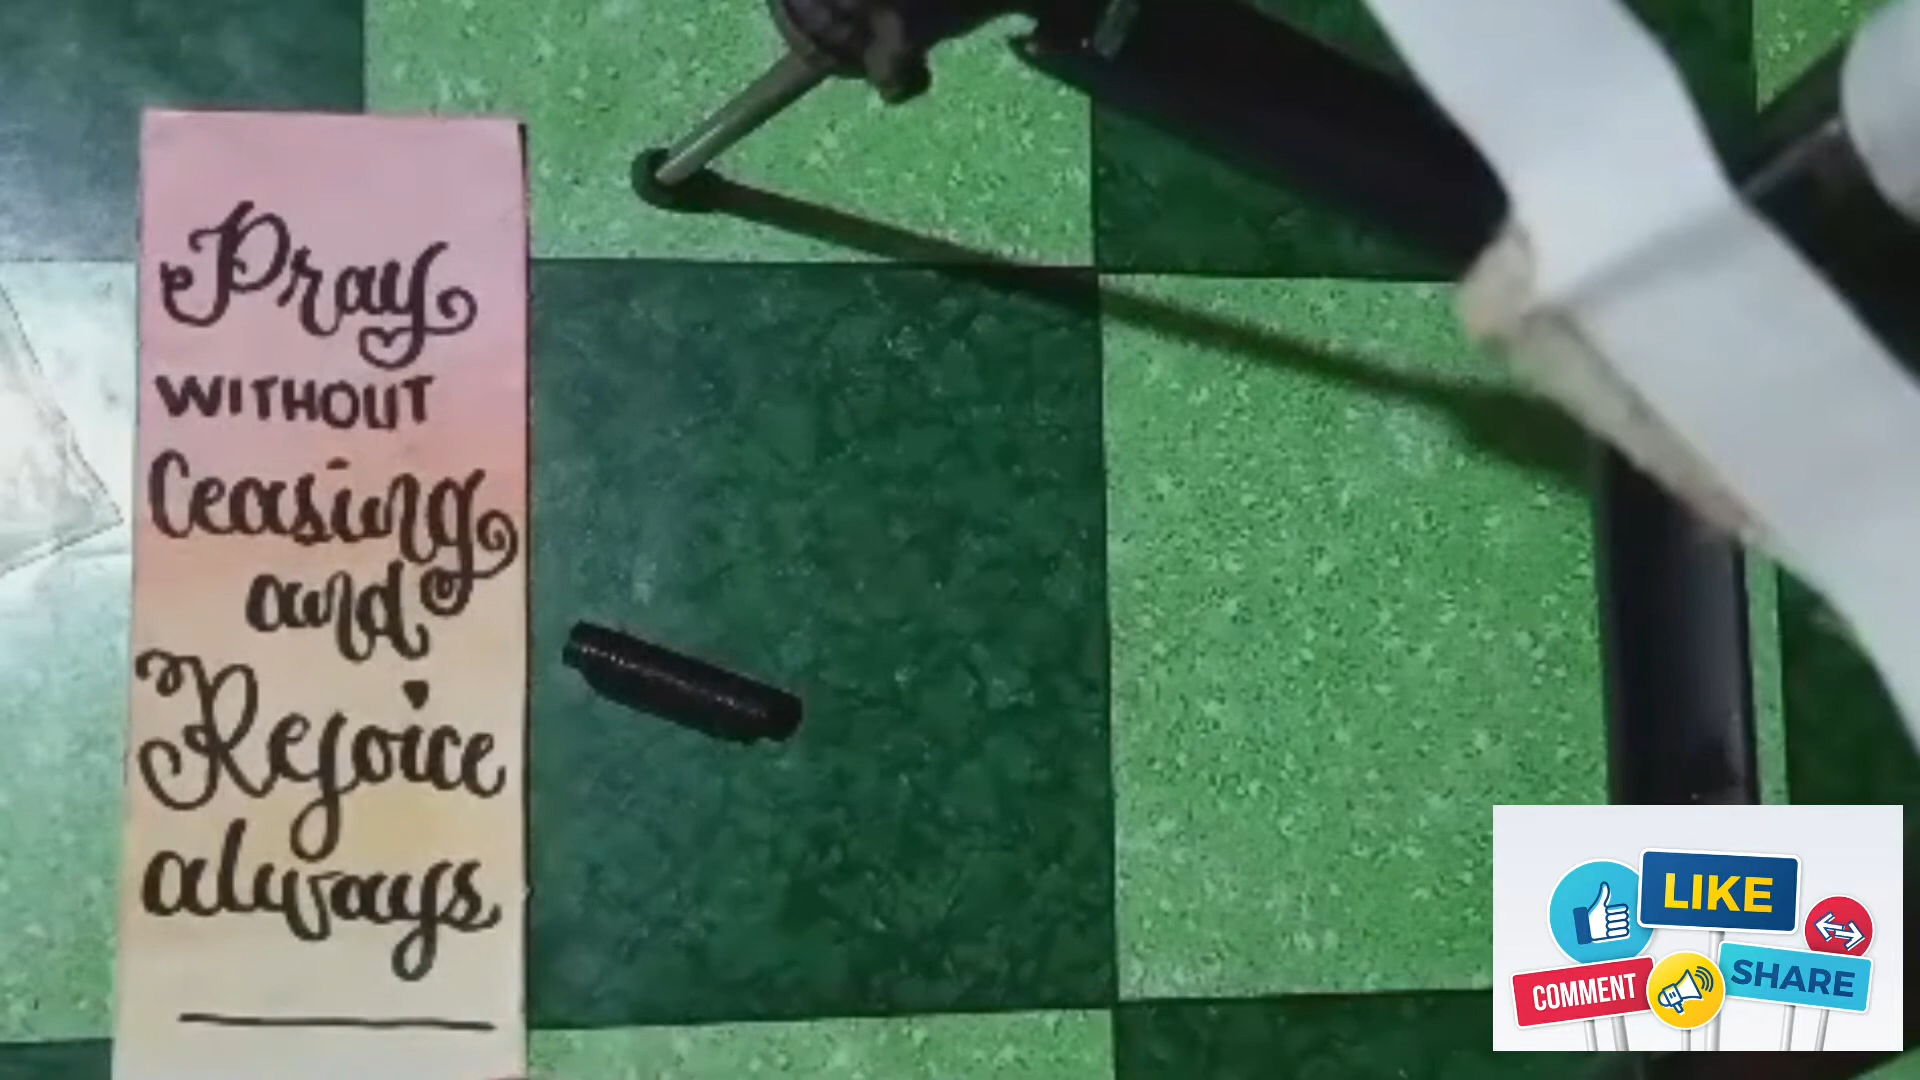 Pray
WITHOUT
Ceasing
and
Rejoice
always.
LIKE
COMMENT
SHARE